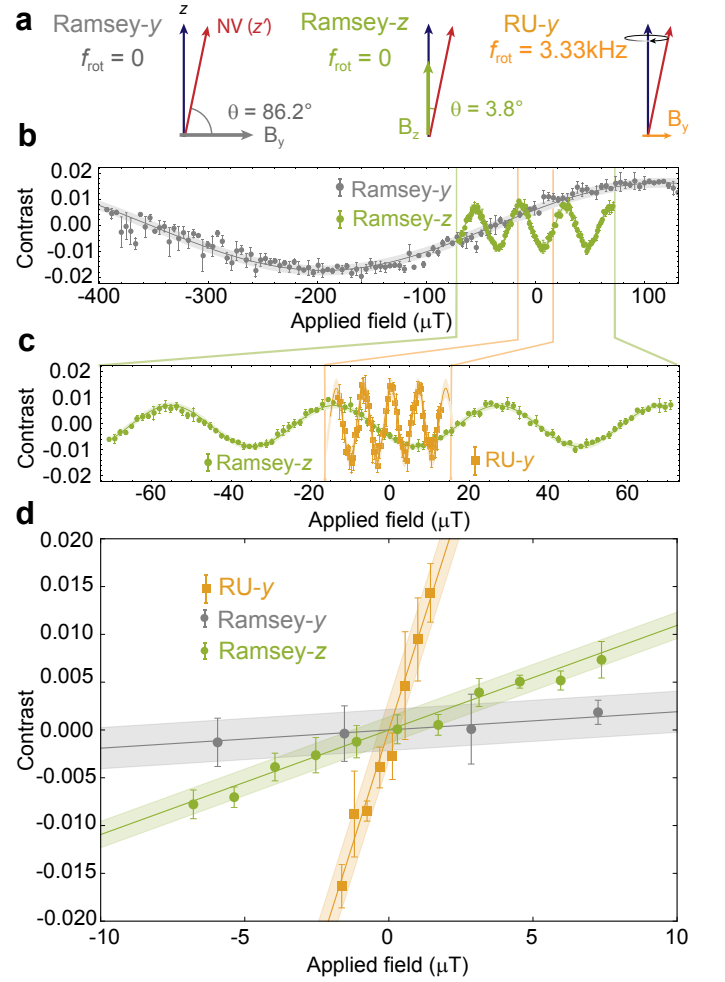 a
Ramsey-y
f_rot = 0
z
NV (z′)
θ = 86.2°
B_y
Ramsey-z
f_rot = 0
B_z
θ = 3.8°
RU-y
f_rot = 3.33kHz
B_y
b
Contrast
0.02
0.01
0.00
-0.01
-0.02
Ramsey-y
Ramsey-z
-400 -300 -200 -100 0 100
Applied field (μT)
c
Contrast
0.02
0.01
0.00
-0.01
-0.02
Ramsey-z
RU-y
-60 -40 -20 0 20 40 60
Applied field (μT)
d
Contrast
0.020
0.015
0.010
0.005
0.000
-0.005
-0.010
-0.015
-0.020
RU-y
Ramsey-y
Ramsey-z
-10 -5 0 5 10
Applied field (μT)